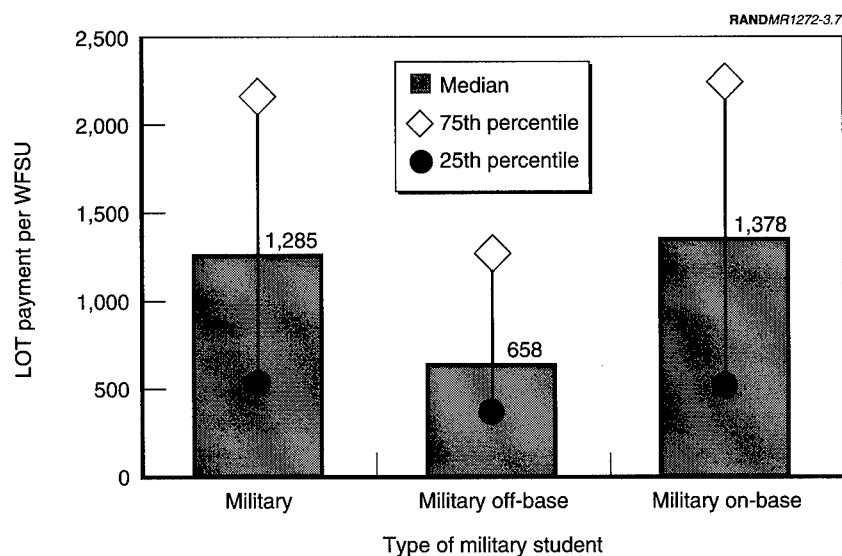 RANDMR1272-3.7
2,500
2,000
1,500
1,000
500
0
LOT payment per WFSU
Median
75th percentile
25th percentile
1,285
658
1,378
Military
Military off-base
Military on-base
Type of military student